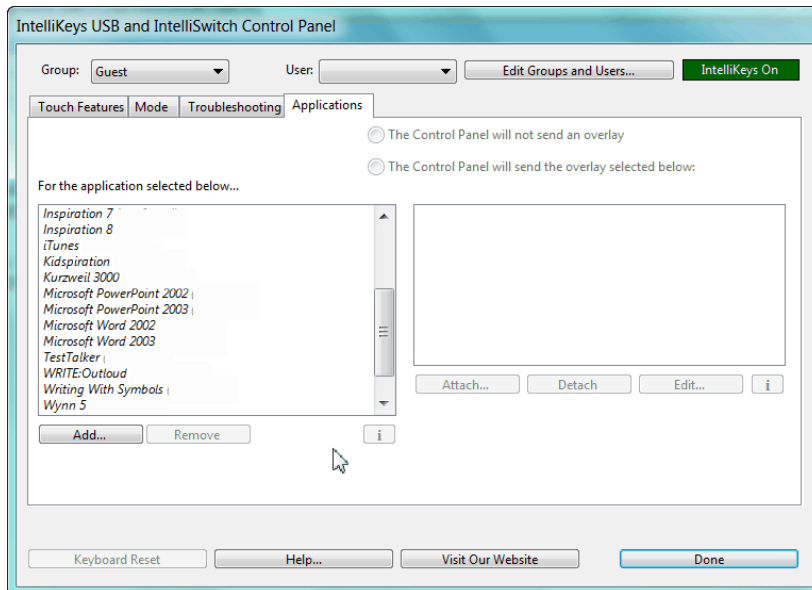 IntelliKeys USB and IntelliSwitch Control Panel
Group: Guest User: Edit Groups and Users... IntelliKeys On
Touch Features Mode Troubleshooting Applications
The Control Panel will not send an overlay
The Control Panel will send the overlay selected below:
For the application selected below...
Inspiration 7
Inspiration 8
iTunes
Kidspiration
Kurzweil 3000
Microsoft PowerPoint 2002 (
Microsoft PowerPoint 2003 (
Microsoft Word 2002
Microsoft Word 2003
TestTalker (
WRITE:Outloud
Writing With Symbols (
Wynn 5
Attach... Detach Edit... i
Add... Remove i
Keyboard Reset Help... Visit Our Website Done